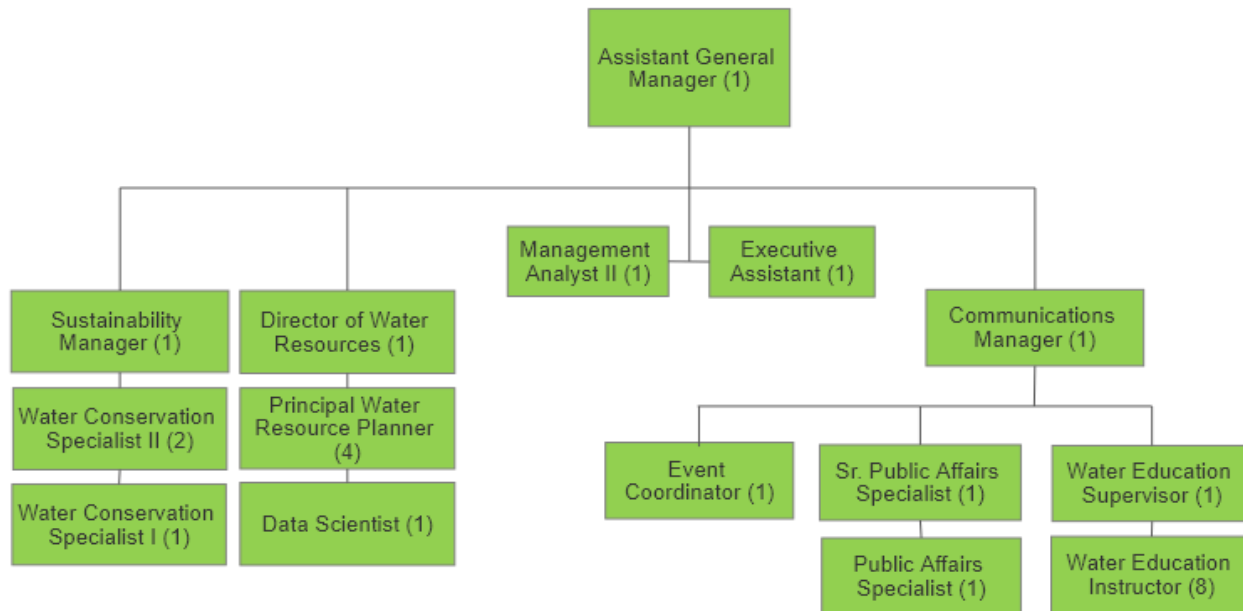 Assistant General
Manager (1)
Management
Analyst II (1)
Executive
Assistant (1)
Sustainability
Manager (1)
Director of Water
Resources (1)
Communications
Manager (1)
Water Conservation
Specialist II (2)
Principal Water
Resource Planner
(4)
Event
Coordinator (1)
Sr. Public Affairs
Specialist (1)
Water Education
Supervisor (1)
Water Conservation
Specialist I (1)
Data Scientist (1)
Public Affairs
Specialist (1)
Water Education
Instructor (8)